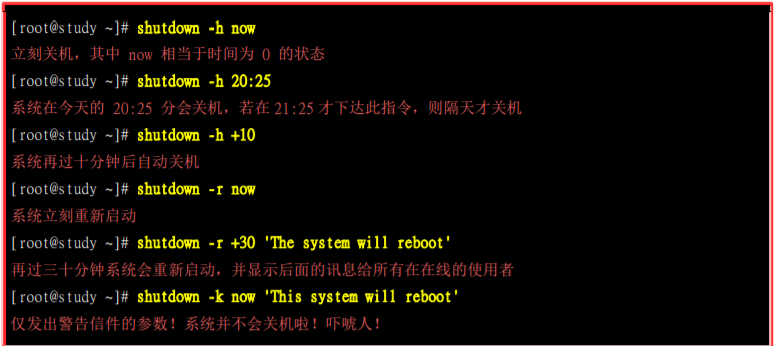 [root@study ~]# shutdown -h now
立刻关机，其中 now 相当于时间为 0 的状态
[root@study ~]# shutdown -h 20:25
系统在今天的 20:25 分会关机，若在21:25才下达此指令，则隔天才关机
[root@study ~]# shutdown -h +10
系统再过十分钟后自动关机
[root@study ~]# shutdown -r now
系统立刻重新启动
[root@study ~]# shutdown -r +30 'The system will reboot'
再过三十分钟系统会重新启动，并显示后面的讯息给所有在在线的使用者
[root@study ~]# shutdown -k now 'This system will reboot'
仅发出警告信件的参数！系统并不会关机啦！吓唬人！